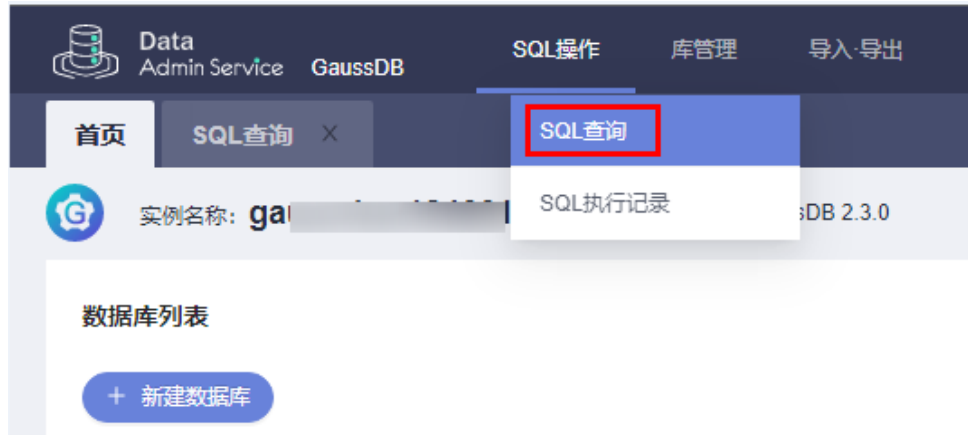 Data
Admin Service GaussDB SQL操作 库管理 导入·导出
首页 SQL查询 ×
SQL查询
SQL执行记录
实例名称: DB 2.3.0
数据库列表
+ 新建数据库